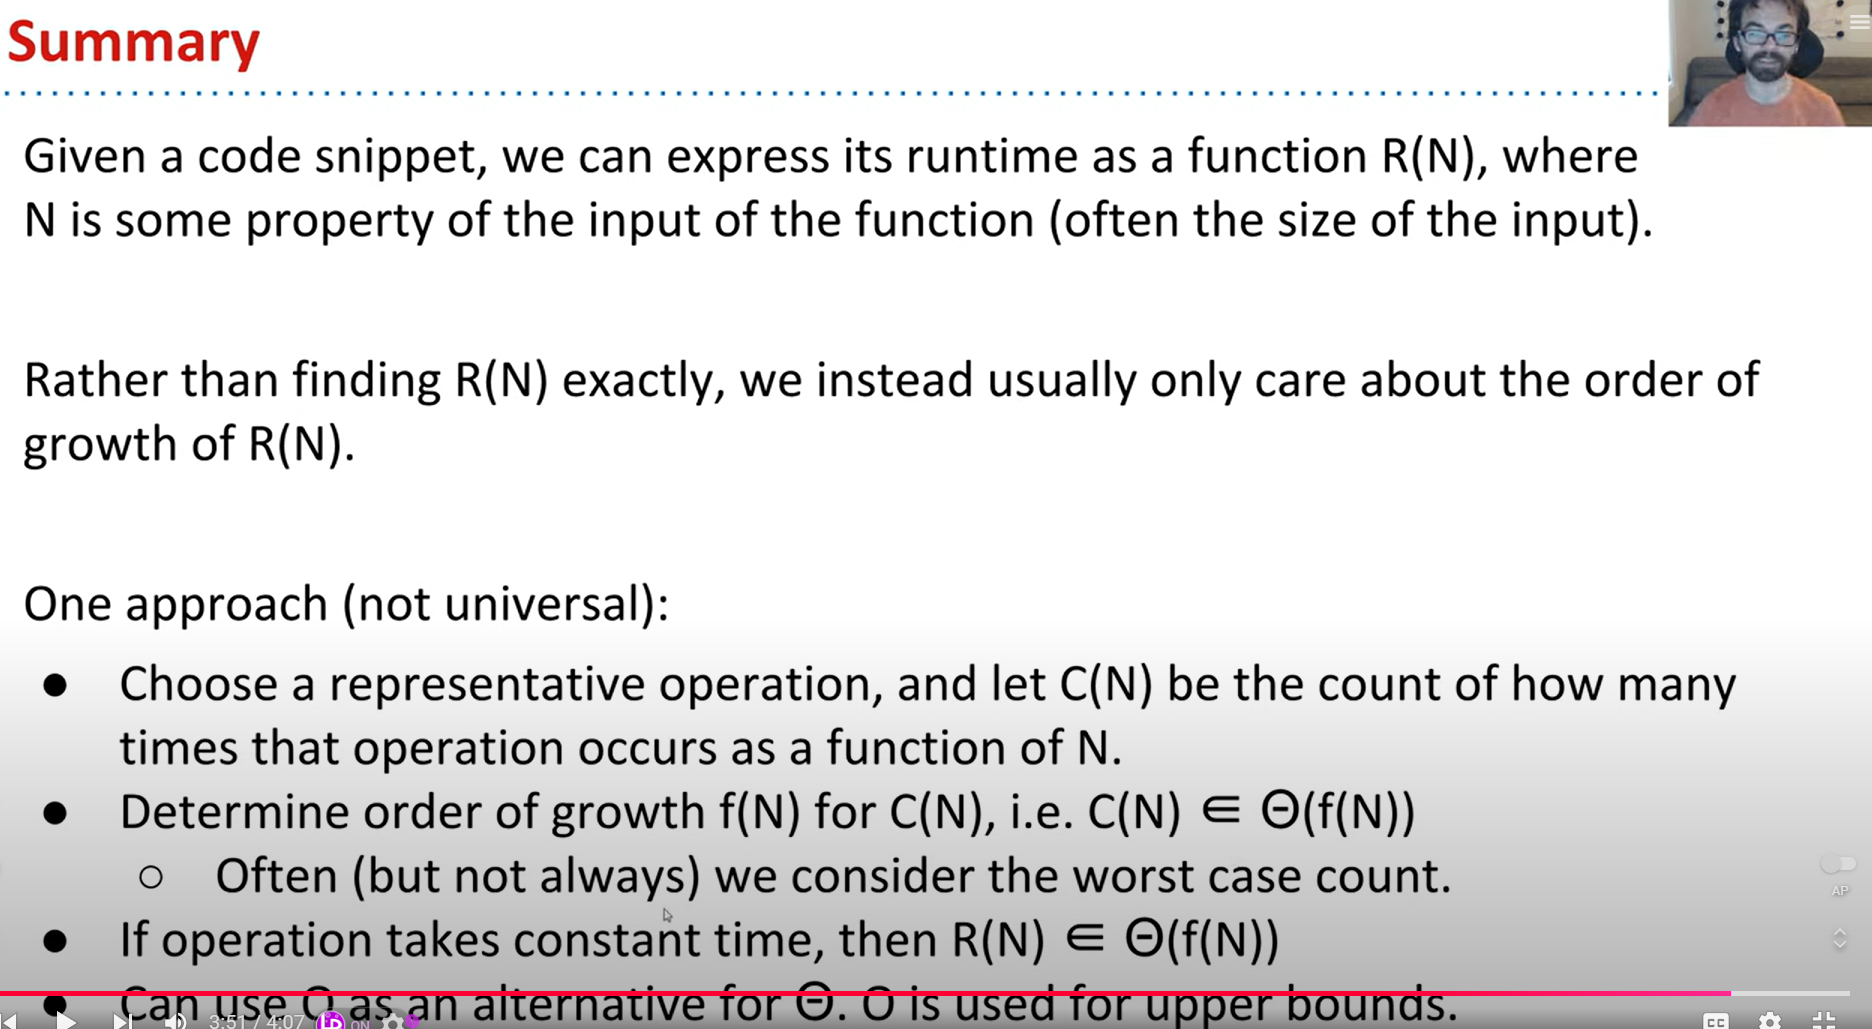 Summary
Given a code snippet, we can express its runtime as a function R(N), where
N is some property of the input of the function (often the size of the input).
Rather than finding R(N) exactly, we instead usually only care about the order of
growth of R(N).
One approach (not universal):
● Choose a representative operation, and let C(N) be the count of how many
times that operation occurs as a function of N.
● Determine order of growth f(N) for C(N), i.e. C(N) ∈ Θ(f(N))
○ Often (but not always) we consider the worst case count.
● If operation takes constant time, then R(N) ∈ Θ(f(N))
● Can use O as an alternative for Θ. O is used for upper bounds.
AP
3:51 / 4:07
ON
CC